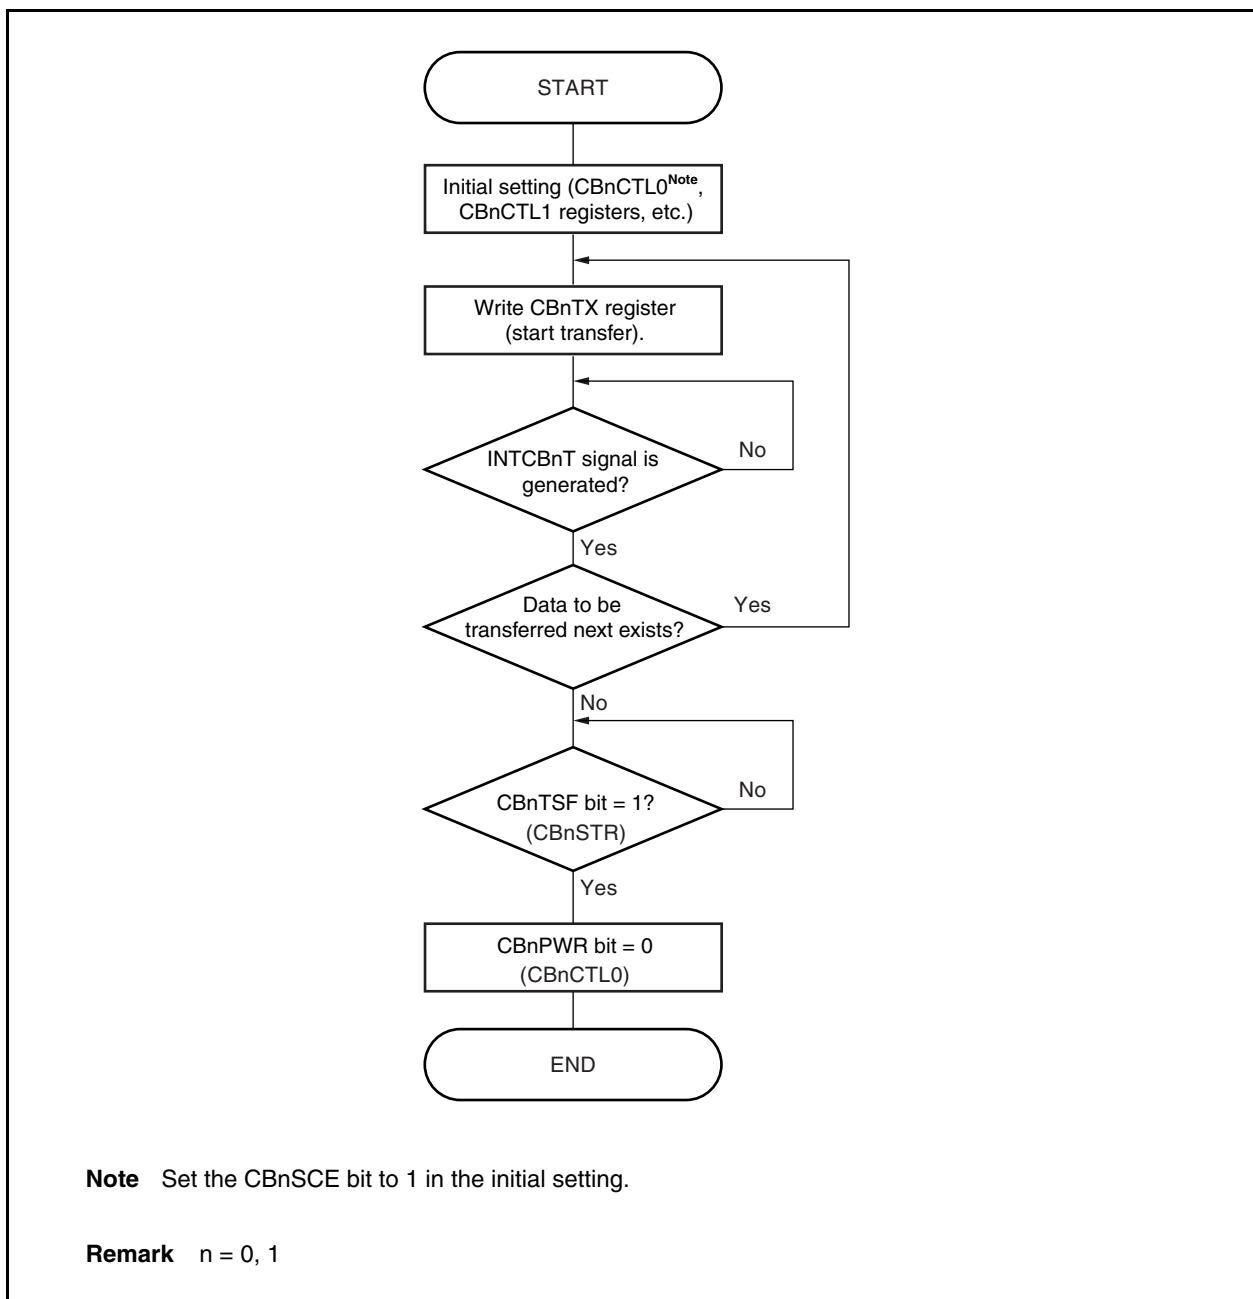 START
Initial setting (CBnCTL0Note,
CBnCTL1 registers, etc.)
Write CBnTX register
(start transfer).
INTCBnT signal is
generated?
No
Yes
Data to be
transferred next exists?
Yes
No
CBnTSF bit = 1?
(CBnSTR)
No
Yes
CBnPWR bit = 0
(CBnCTL0)
END
Note Set the CBnSCE bit to 1 in the initial setting.
Remark n = 0, 1